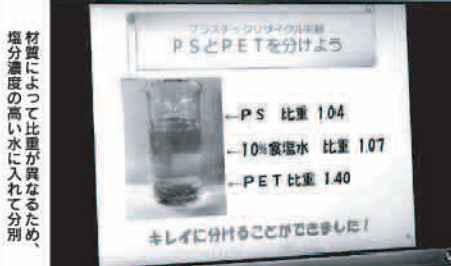 材質によって比重が異なるため、
塩分濃度の高い水に入れて分別
プラスチックリサイクル実験
PSとPETを分けよう
←PS 比重 1.04
←10%食塩水 比重 1.07
←PET 比重 1.40
キレイに分けることができました！